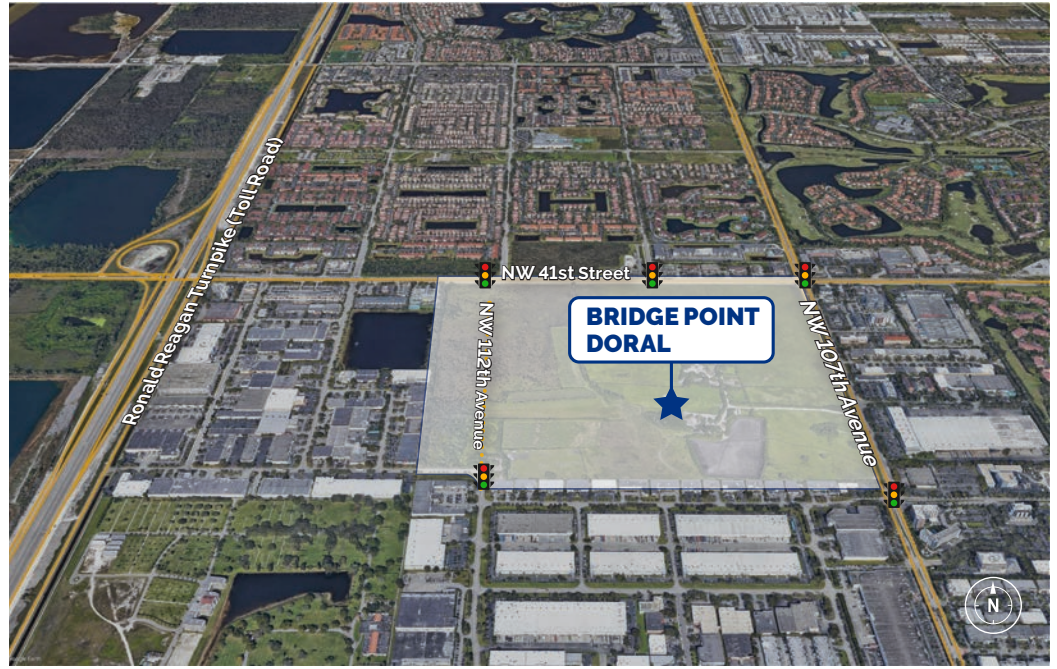 Ronald Reagan Turnpike (Toll Road)
NW 41st Street
BRIDGE POINT
DORAL
NW 112th Avenue
NW 107th Avenue
N